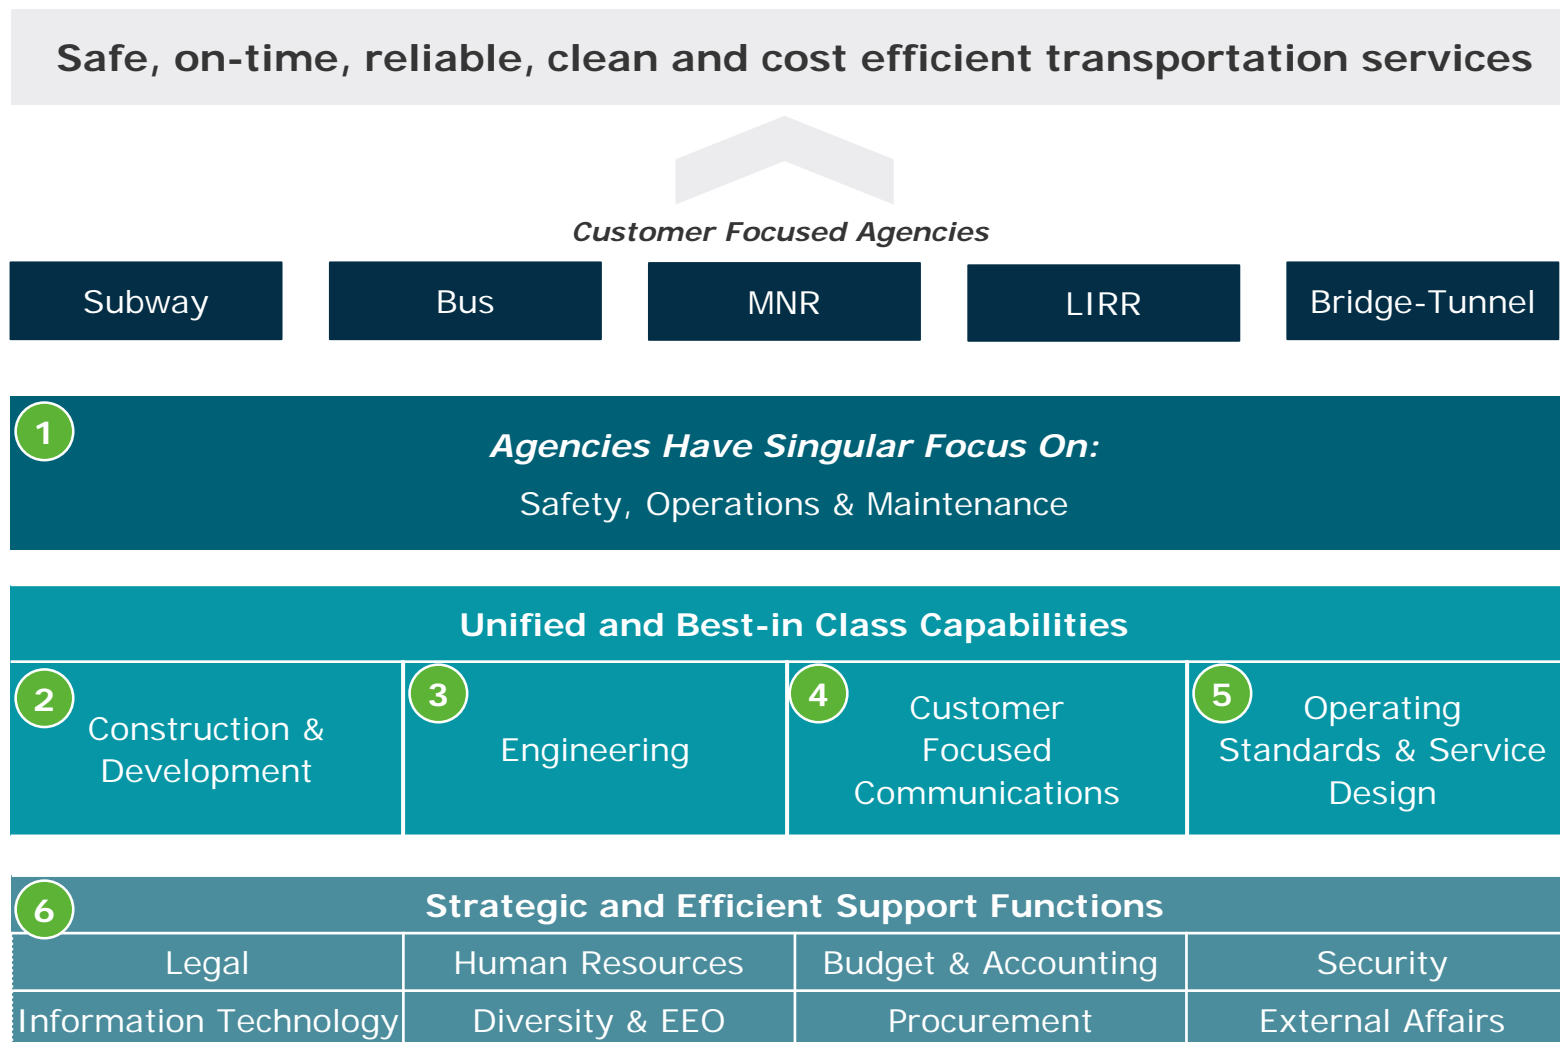 Safe, on-time, reliable, clean and cost efficient transportation services
Customer Focused Agencies
Subway
Bus
MNR
LIRR
Bridge-Tunnel
1
Agencies Have Singular Focus On:
Safety, Operations & Maintenance
Unified and Best-in Class Capabilities
2
Construction &
Development
3
Engineering
4
Customer
Focused
Communications
5
Operating
Standards & Service
Design
6
Strategic and Efficient Support Functions
Legal
Human Resources
Budget & Accounting
Security
Information Technology
Diversity & EEO
Procurement
External Affairs